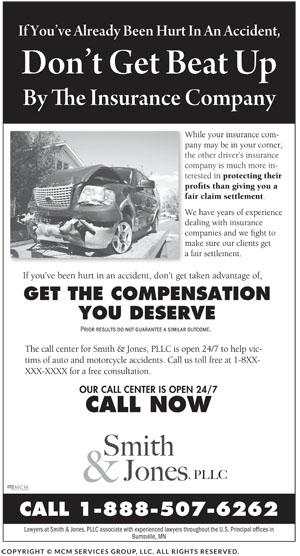 If You've Already Been Hurt In An Accident,
Don't Get Beat Up
By The Insurance Company
While your insurance com-
pany may be in your corner,
the other driver's insurance
company is much more in-
terested in protecting their
profits than giving you a
fair claim settlement.
We have years of experience
dealing with insurance
companies and we fight to
make sure our clients get
a fair settlement.
If you've been hurt in an accident, don't get taken advantage of,
GET THE COMPENSATION
YOU DESERVE
Prior results do not guarantee a similar outcome.
The call center for Smith & Jones, PLLC is open 24/7 to help vic-
tims of auto and motorcycle accidents. Call us toll free at 1-8XX-
XXX-XXXX for a free consultation.
OUR CALL CENTER IS OPEN 24/7
CALL NOW
Smith
& Jones, PLLC
MCM
CALL 1-888-507-6262
Lawyers at Smith & Jones, PLLC associate with experienced lawyers throughout the U.S. Principal offices in
Burnsville, MN
COPYRIGHT © MCM SERVICES GROUP, LLC. ALL RIGHTS RESERVED.